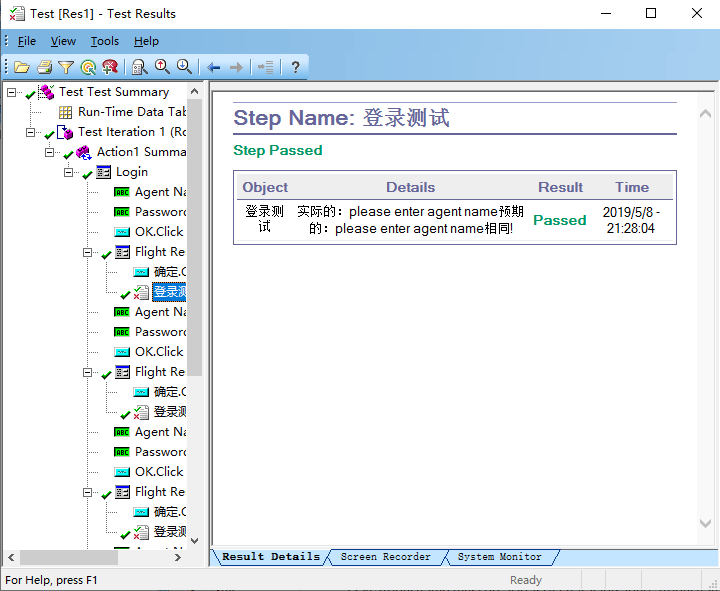 Test [Res1] - Test Results
File View Tools Help
Test Test Summary
Run-Time Data Tab
Test Iteration 1 (Ro
Action1 Summa
Login
Agent Na
Password
OK.Click
Flight Re
确定.C
登录测
Agent Na
Password
OK.Click
Flight Re
确定.C
登录测
Agent Na
Password
OK.Click
Flight Re
确定.C
登录测
Step Name: 登录测试
Step Passed
Object Details Result Time
登录测试 实际的：please enter agent name预期的：please enter agent name相同! Passed 2019/5/8 - 21:28:04
Result Details Screen Recorder System Monitor
For Help, press F1 Ready